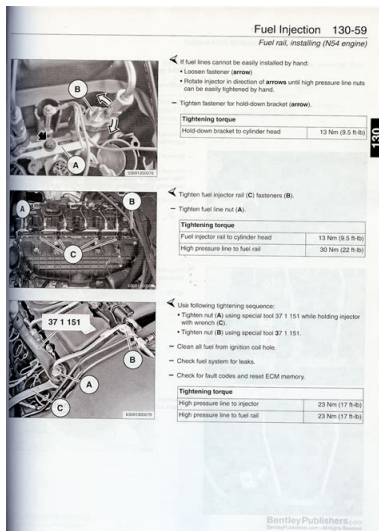 Fuel Injection 130-59
Fuel rail, installing (N54 engine)
If fuel lines cannot be easily installed by hand:
• Loosen fastener (arrow)
• Rotate injector in direction of arrows until high pressure line nuts
can be easily tightened by hand.
– Tighten fastener for hold-down bracket (arrow).
Tightening torque
Hold-down bracket to cylinder head 13 Nm (9.5 ft-lb)
B
A
130
Tighten fuel injector rail (C) fasteners (B).
– Tighten fuel line nut (A).
Tightening torque
Fuel injector rail to cylinder head 13 Nm (9.5 ft-lb)
High pressure line to fuel rail 30 Nm (22 ft-lb)
A
B
C
Use following tightening sequence:
• Tighten nut (A) using special tool 37 1 151 while holding injector
with wrench (C).
• Tighten nut (B) using special tool 37 1 151.
– Clean all fuel from ignition coil hole.
– Check fuel system for leaks.
– Check for fault codes and reset ECM memory.
Tightening torque
High pressure line to injector 23 Nm (17 ft-lb)
High pressure line to fuel rail 23 Nm (17 ft-lb)
37 1 151
B
A
C
BentleyPublishers.com